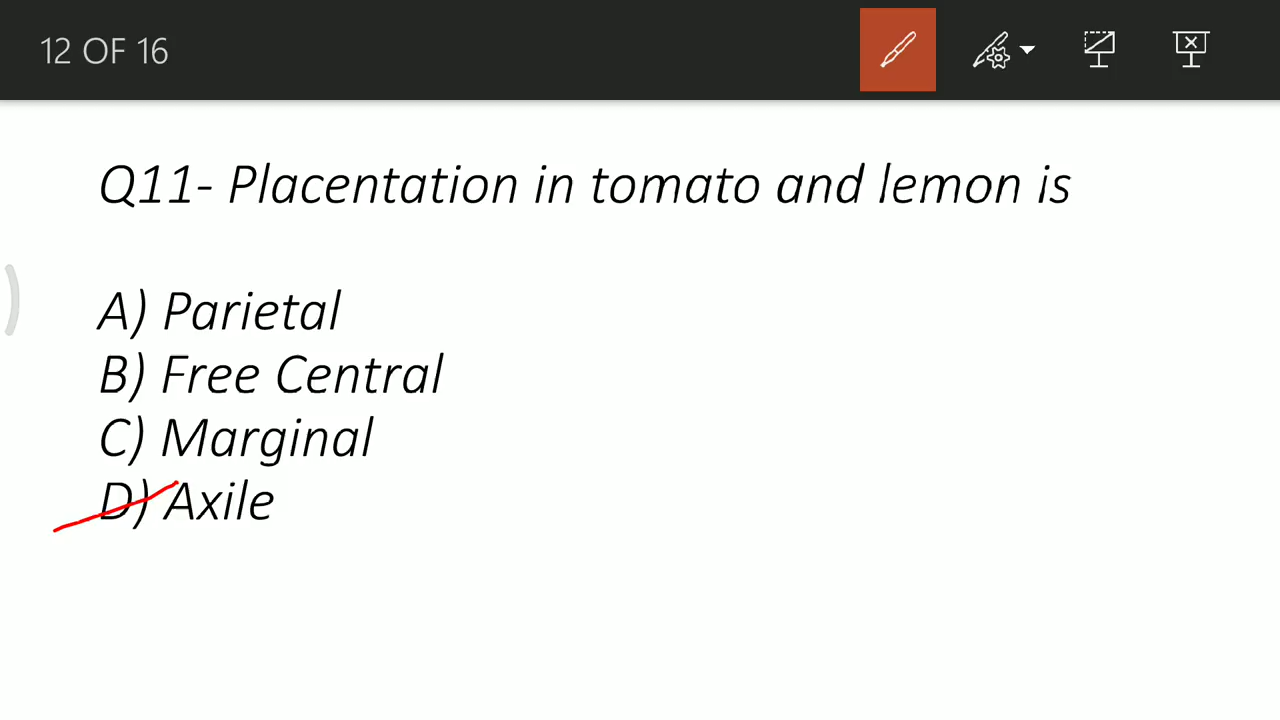 12 OF 16
Q11- Placentation in tomato and lemon is
A) Parietal
B) Free Central
C) Marginal
D) Axile